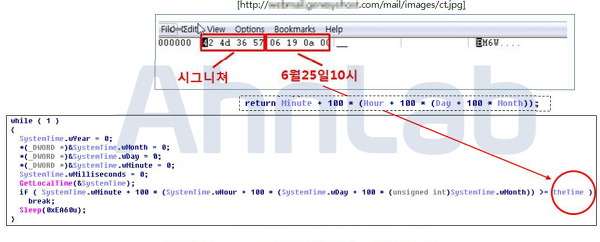 [http://webmail.genesyshost.com/mail/images/ct.jpg]
File Edit View Options Bookmarks Help
000000 42 4d 36 57 06 19 0a 00 BM6W....
시그니쳐
6월25일10시
return Minute + 100 * (Hour + 100 * (Day + 100 * Month));
AhnLab
while ( 1 )
{
SystemTime.wYear = 0;
*(_DWORD *)&SystemTime.wMonth = 0;
*(_DWORD *)&SystemTime.wDay = 0;
*(_DWORD *)&SystemTime.wMinute = 0;
SystemTime.wMilliseconds = 0;
GetLocalTime(&SystemTime);
if ( SystemTime.wMinute + 100 * (SystemTime.wHour + 100 * (SystemTime.wDay + 100 * (unsigned int)SystemTime.wMonth)) >= theTime )
break;
Sleep(0xEA60u);
}